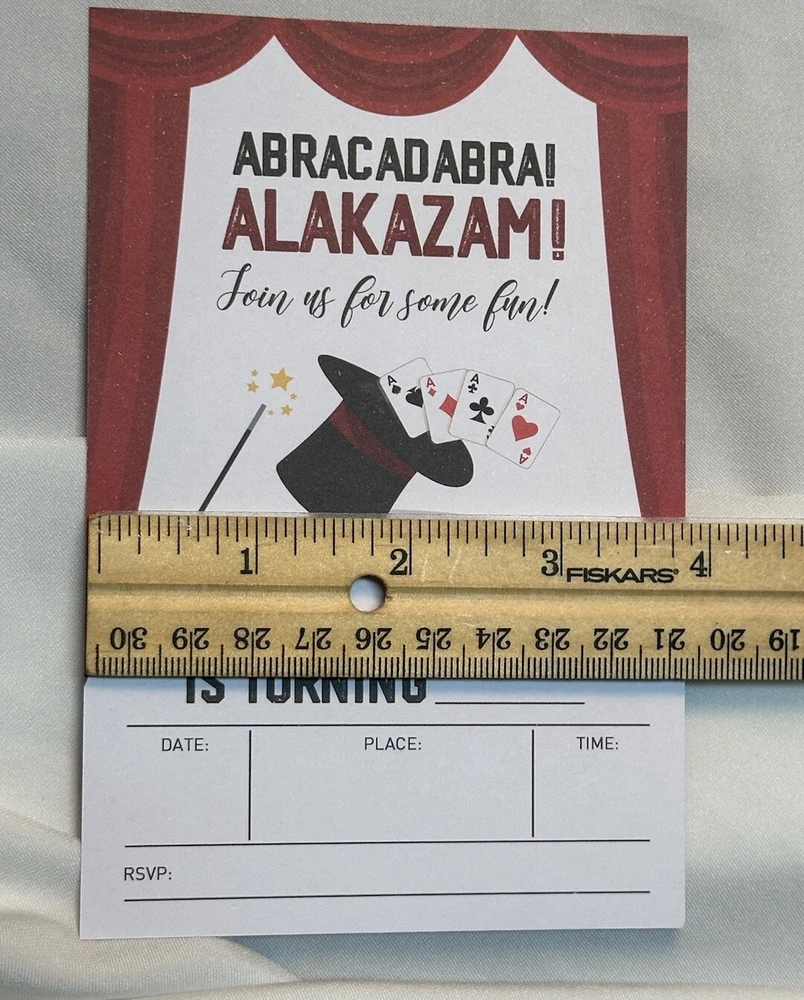 ABRACADABRA!
ALAKAZAM!
Join us for some fun!
A A A A
A
1 2 3 FISKARS® 4
30 29 28 27 26 25 24 23 22 21 20 19
IS TURNING
DATE: PLACE: TIME:
RSVP: